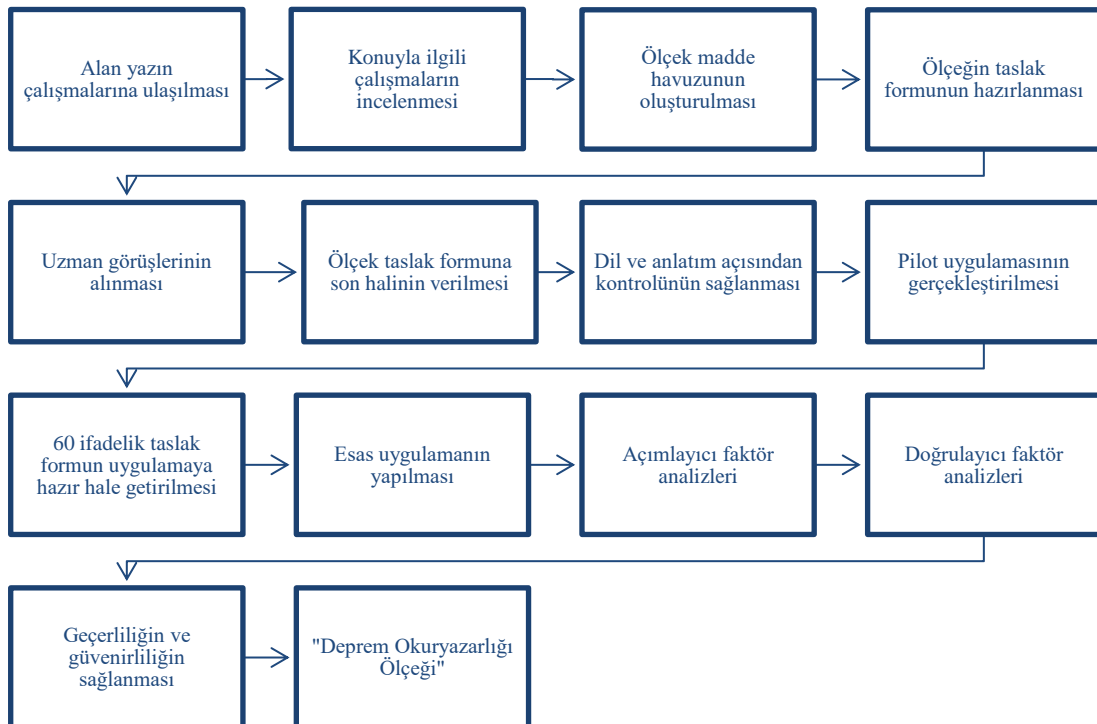 Alan yazın
çalışmalarına ulaşılması
Konuyla ilgili
çalışmaların
incelenmesi
Ölçek madde
havuzunun
oluşturulması
Ölçeğin taslak
formunun hazırlanması
Uzman görüşlerinin
alınması
Ölçek taslak formuna
son halinin verilmesi
Dil ve anlatım açısından
kontrolünün sağlanması
Pilot uygulamasının
gerçekleştirilmesi
60 ifadelik taslak
formun uygulamaya
hazır hale getirilmesi
Esas uygulamanın
yapılması
Açımlayıcı faktör
analizleri
Doğrulayıcı faktör
analizleri
Geçerliliğin ve
güvenirliliğin
sağlanması
"Deprem Okuryazarlığı
Ölçeği"